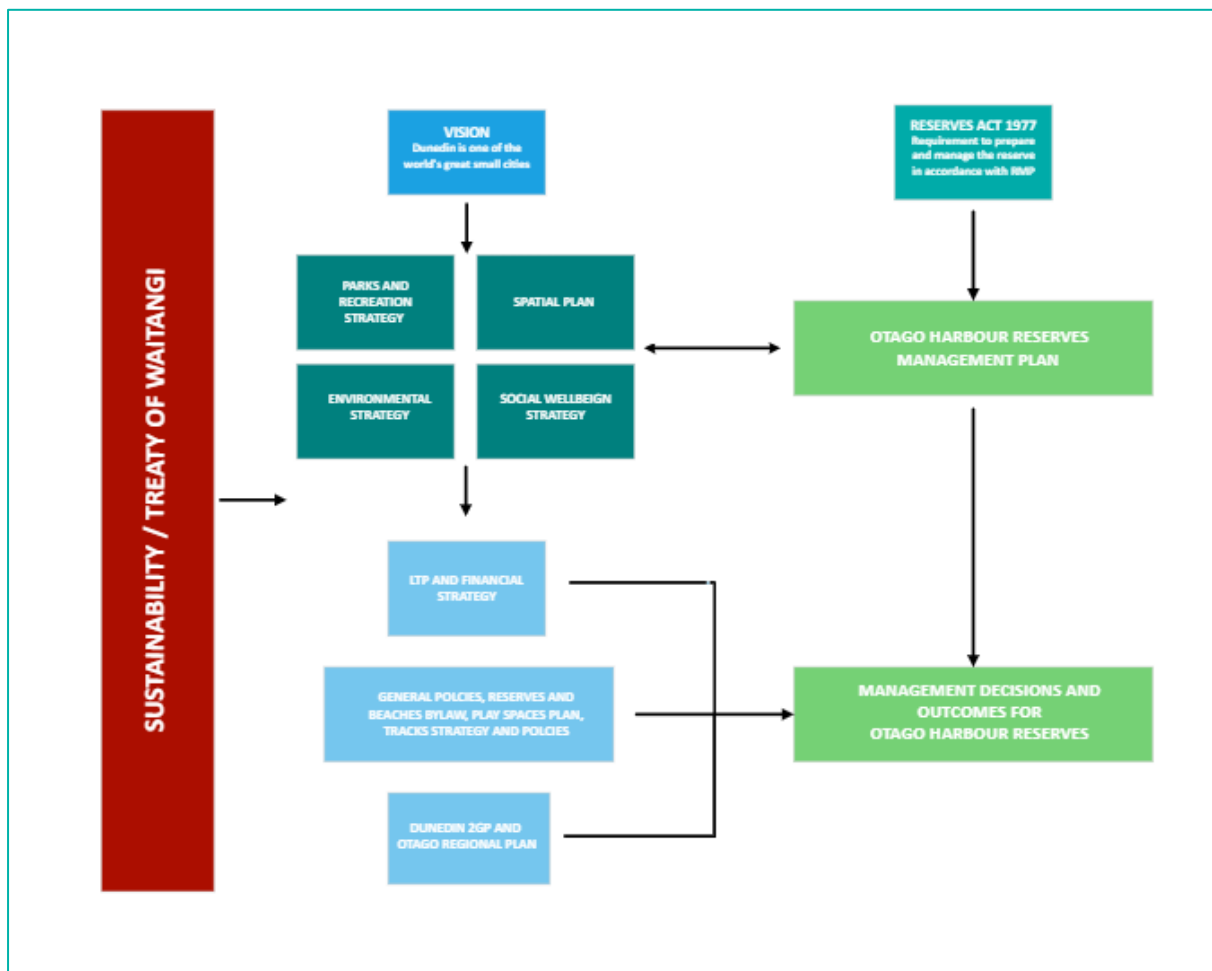 SUSTAINABILITY / TREATY OF WAITANGI
VISION
Dunedin is one of the
world's great small cities
RESERVES ACT 1977
Requirement to prepare
and manage the reserve
in accordance with RMP
PARKS AND
RECREATION
STRATEGY
SPATIAL PLAN
ENVIRONMENTAL
STRATEGY
SOCIAL WELLBEIGN
STRATEGY
OTAGO HARBOUR RESERVES
MANAGEMENT PLAN
LTP AND FINANCIAL
STRATEGY
GENERAL POLCIES, RESERVES AND
BEACHES BYLAW, PLAY SPACES PLAN,
TRACKS STRATEGY AND POLCIES
MANAGEMENT DECISIONS AND
OUTCOMES FOR
OTAGO HARBOUR RESERVES
DUNEDIN 2GP AND
OTAGO REGIONAL PLAN